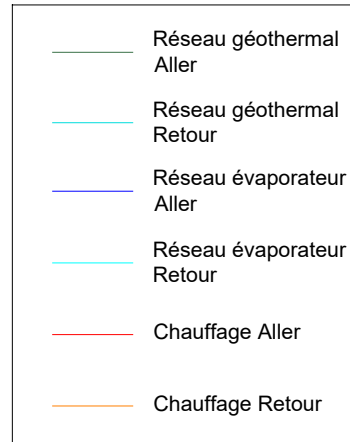 Réseau géothermal
Aller
Réseau géothermal
Retour
Réseau évaporateur
Aller
Réseau évaporateur
Retour
Chauffage Aller
Chauffage Retour